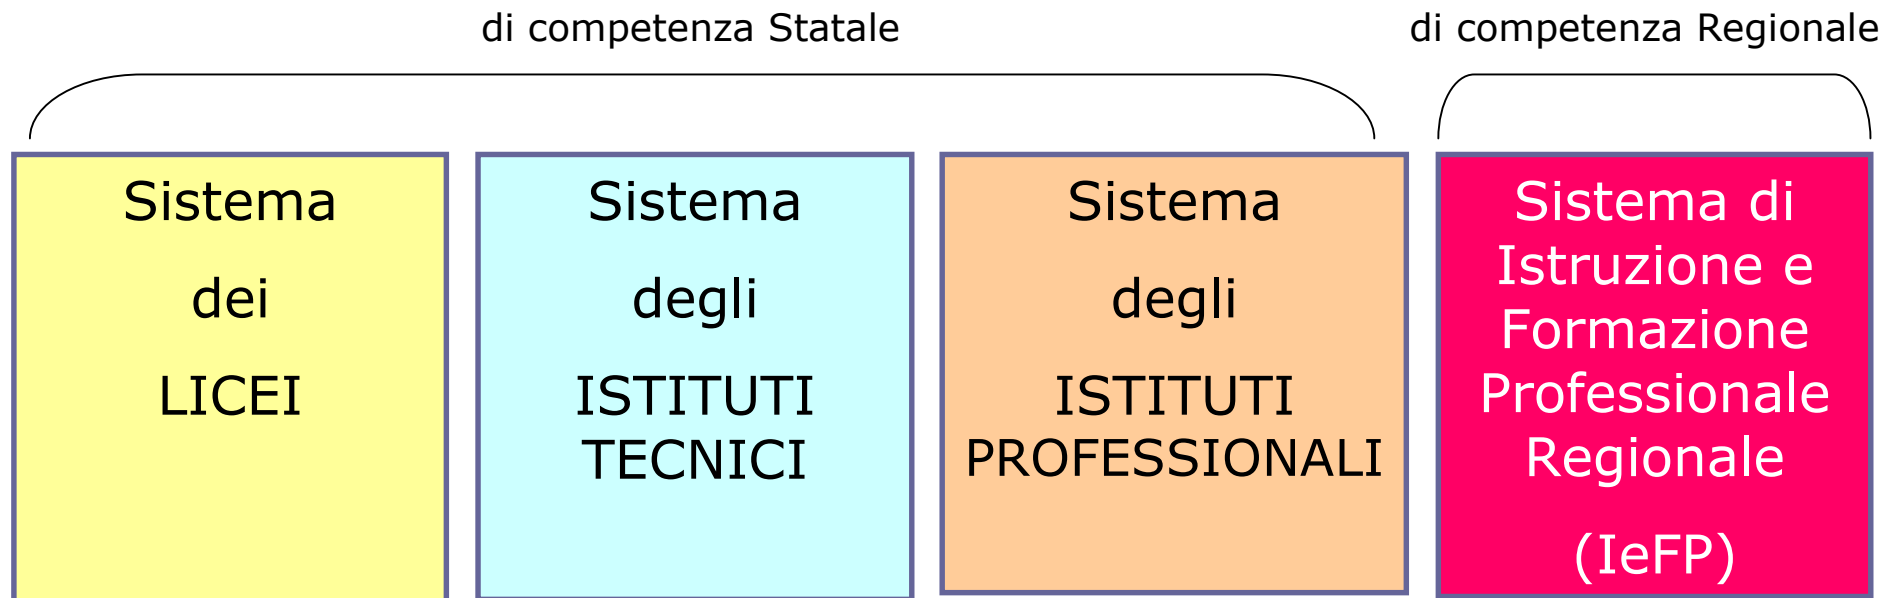 di competenza Statale
di competenza Regionale
Sistema
dei
LICEI
Sistema
degli
ISTITUTI
TECNICI
Sistema
degli
ISTITUTI
PROFESSIONALI
Sistema di
Istruzione e
Formazione
Professionale
Regionale
(IeFP)